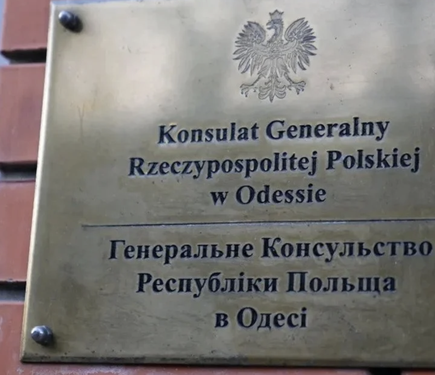 Konsulat Generalny
Rzeczypospolitej Polskiej
w Odessie
Генеральне Консульство
Республіки Польща
в Одесі